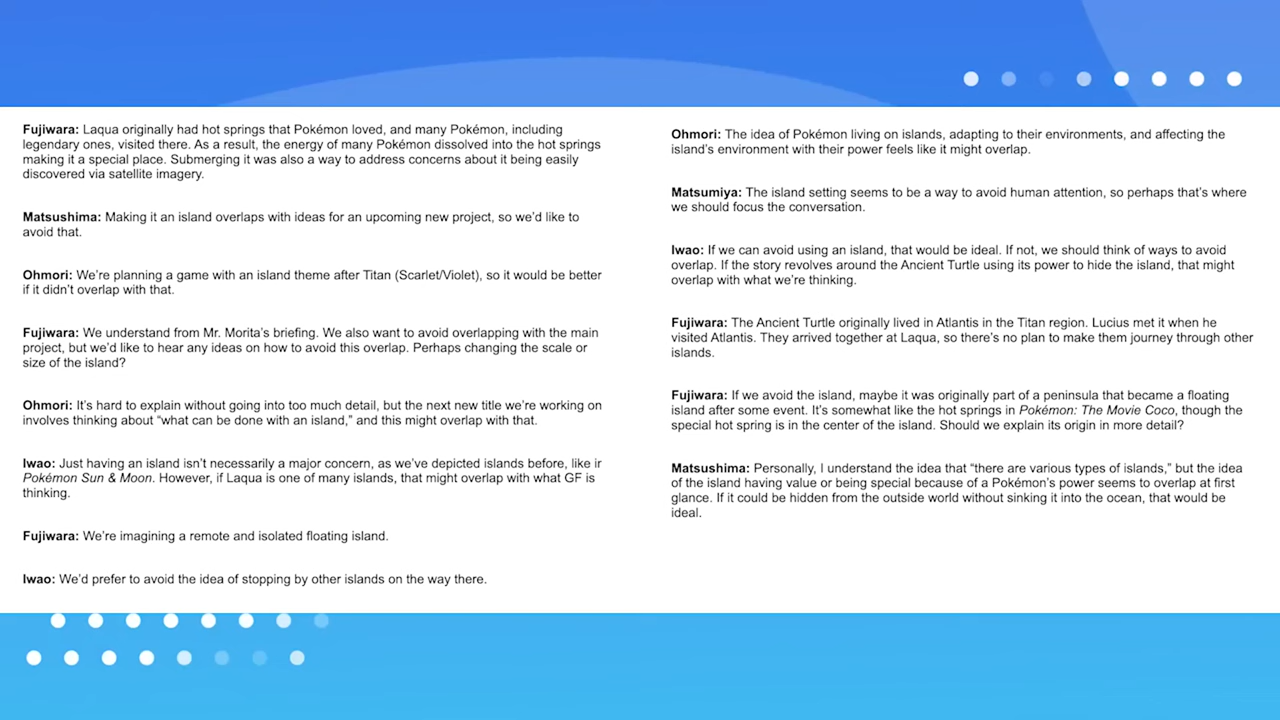 Fujiwara: Laqua originally had hot springs that Pokémon loved, and many Pokémon, including
legendary ones, visited there. As a result, the energy of many Pokémon dissolved into the hot springs
making it a special place. Submerging it was also a way to address concerns about it being easily
discovered via satellite imagery.
Matsushima: Making it an island overlaps with ideas for an upcoming new project, so we'd like to
avoid that.
Ohmori: We're planning a game with an island theme after Titan (Scarlet/Violet), so it would be better
if it didn't overlap with that.
Fujiwara: We understand from Mr. Morita's briefing. We also want to avoid overlapping with the main
project, but we'd like to hear any ideas on how to avoid this overlap. Perhaps changing the scale or
size of the island?
Ohmori: It's hard to explain without going into too much detail, but the next new title we're working on
involves thinking about “what can be done with an island,” and this might overlap with that.
Iwao: Just having an island isn't necessarily a major concern, as we've depicted islands before, like ir
Pokémon Sun & Moon. However, if Laqua is one of many islands, that might overlap with what GF is
thinking.
Fujiwara: We're imagining a remote and isolated floating island.
Iwao: We'd prefer to avoid the idea of stopping by other islands on the way there.
Ohmori: The idea of Pokémon living on islands, adapting to their environments, and affecting the
island's environment with their power feels like it might overlap.
Matsumiya: The island setting seems to be a way to avoid human attention, so perhaps that's where
we should focus the conversation.
Iwao: If we can avoid using an island, that would be ideal. If not, we should think of ways to avoid
overlap. If the story revolves around the Ancient Turtle using its power to hide the island, that might
overlap with what we're thinking.
Fujiwara: The Ancient Turtle originally lived in Atlantis in the Titan region. Lucius met it when he
visited Atlantis. They arrived together at Laqua, so there's no plan to make them journey through other
islands.
Fujiwara: If we avoid the island, maybe it was originally part of a peninsula that became a floating
island after some event. It's somewhat like the hot springs in Pokémon: The Movie Coco, though the
special hot spring is in the center of the island. Should we explain its origin in more detail?
Matsushima: Personally, I understand the idea that “there are various types of islands,” but the idea
of the island having value or being special because of a Pokémon's power seems to overlap at first
glance. If it could be hidden from the outside world without sinking it into the ocean, that would be
ideal.